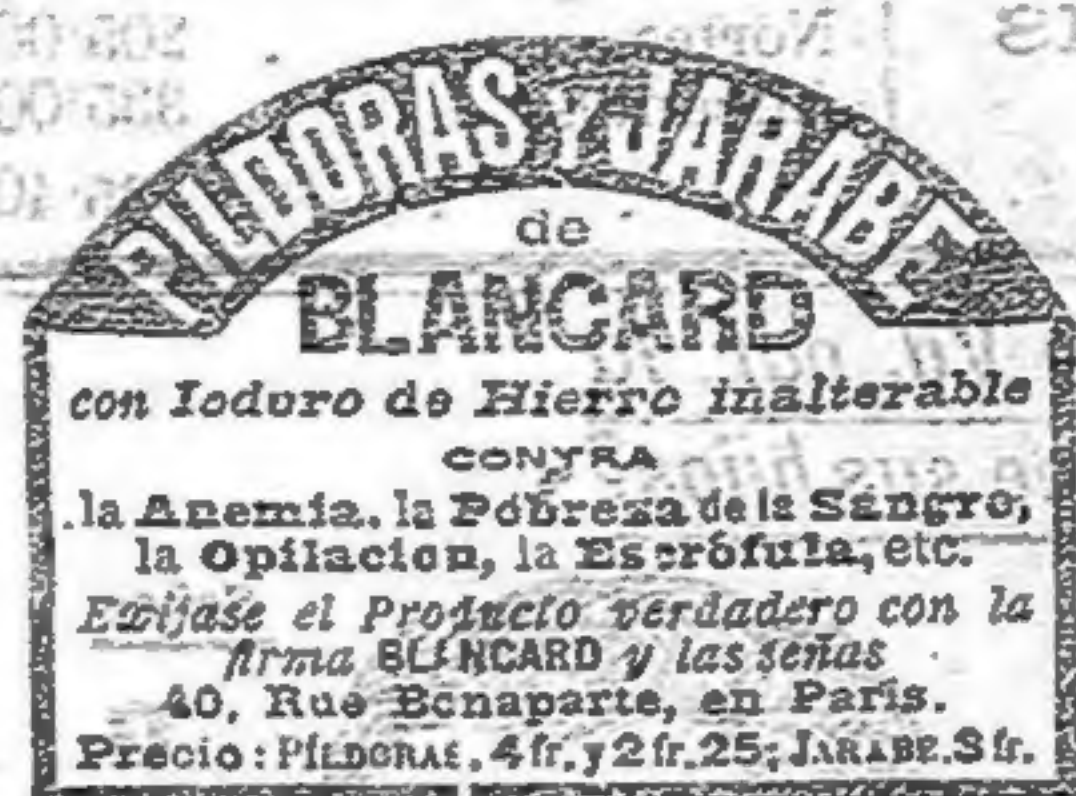 PILDORAS Y JARABE
de
BLANCARD
con Ioduro de Hierro inalterable
CONTRA
la Anemia, la Pobreza de la Sangre,
la Opilacion, la Escrófula, etc.
Exijase el Producto verdadero con la
firma BLANCARD y las señas
40, Rue Bonaparte, en Paris.
Precio: PÍLDORAS, 4 fr. y 2 fr. 25; JARABE. 3 fr.